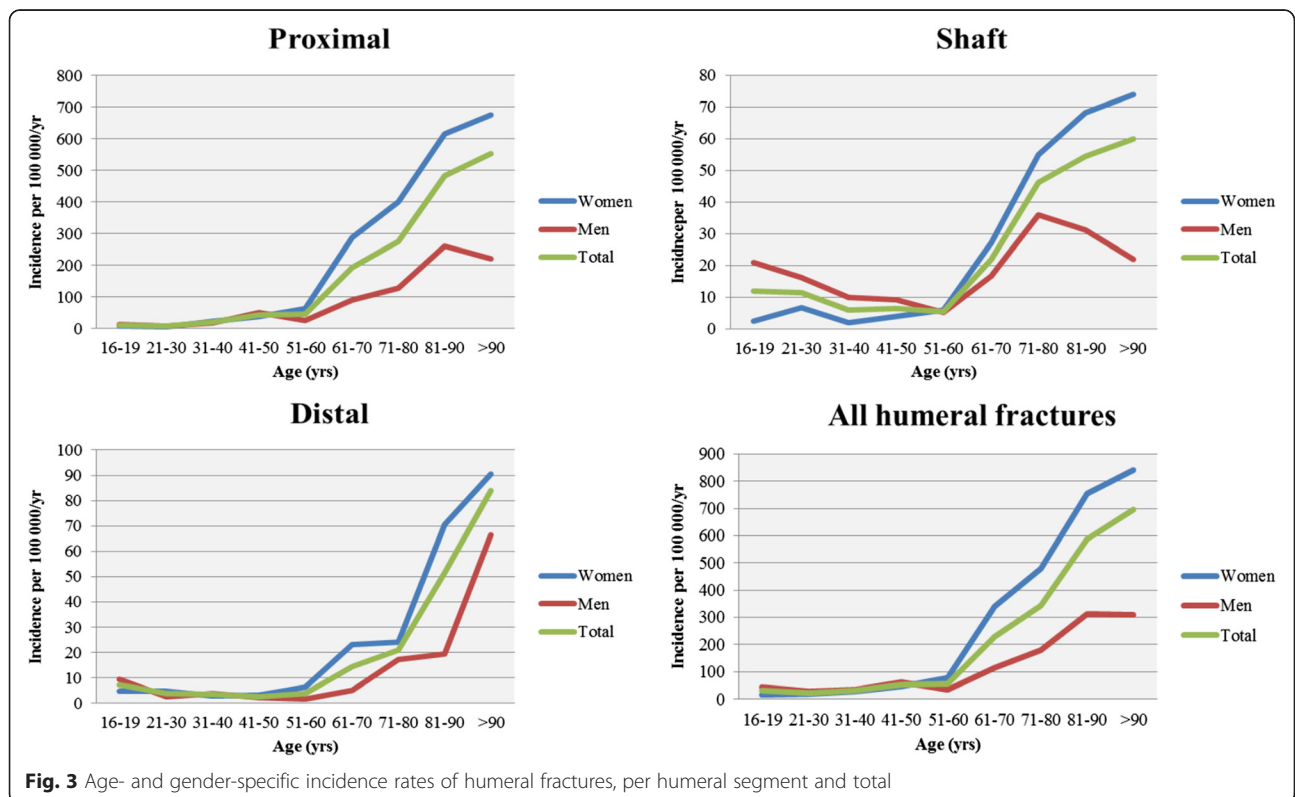 Proximal
Incidence per 100 000/yr
800
700
600
500
400
300
200
100
0
16-19 21-30 31-40 41-50 51-60 61-70 71-80 81-90 >90
Age (yrs)
Women
Men
Total
Shaft
Incidnceper 100 000/yr
80
70
60
50
40
30
20
10
0
16-19 21-30 31-40 41-50 51-60 61-70 71-80 81-90 >90
Age (yrs)
Women
Men
Total
Distal
Incidence per 100 000/yr
100
90
80
70
60
50
40
30
20
10
0
16-19 21-30 31-40 41-50 51-60 61-70 71-80 81-90 >90
Age (yrs)
Women
Men
Total
All humeral fractures
Incidence per 100 000/yr
900
800
700
600
500
400
300
200
100
0
16-19 21-30 31-40 41-50 51-60 61-70 71-80 81-90 >90
Age (yrs)
Women
Men
Total
Fig. 3 Age- and gender-specific incidence rates of humeral fractures, per humeral segment and total